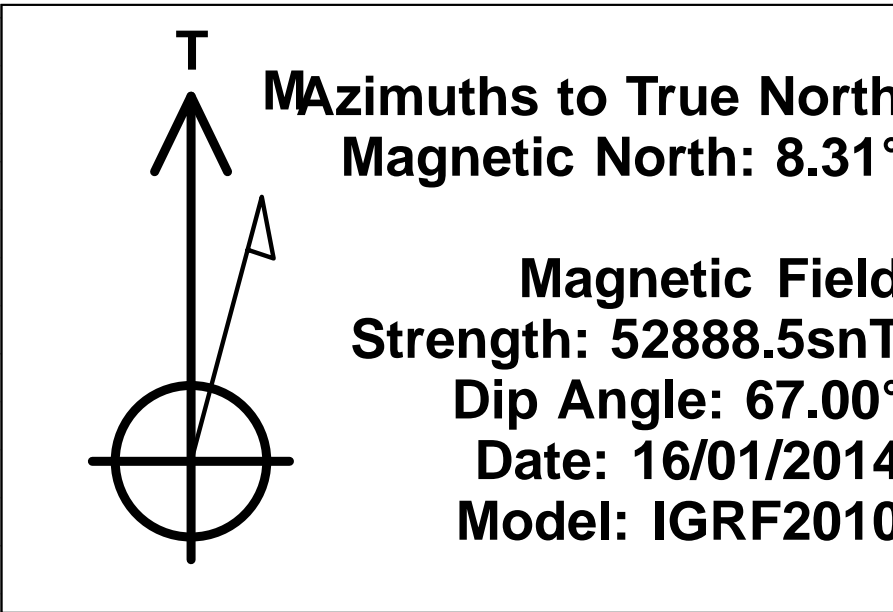 T
M
Azimuths to True North
Magnetic North: 8.31°
Magnetic Field
Strength: 52888.5snT
Dip Angle: 67.00°
Date: 16/01/2014
Model: IGRF2010